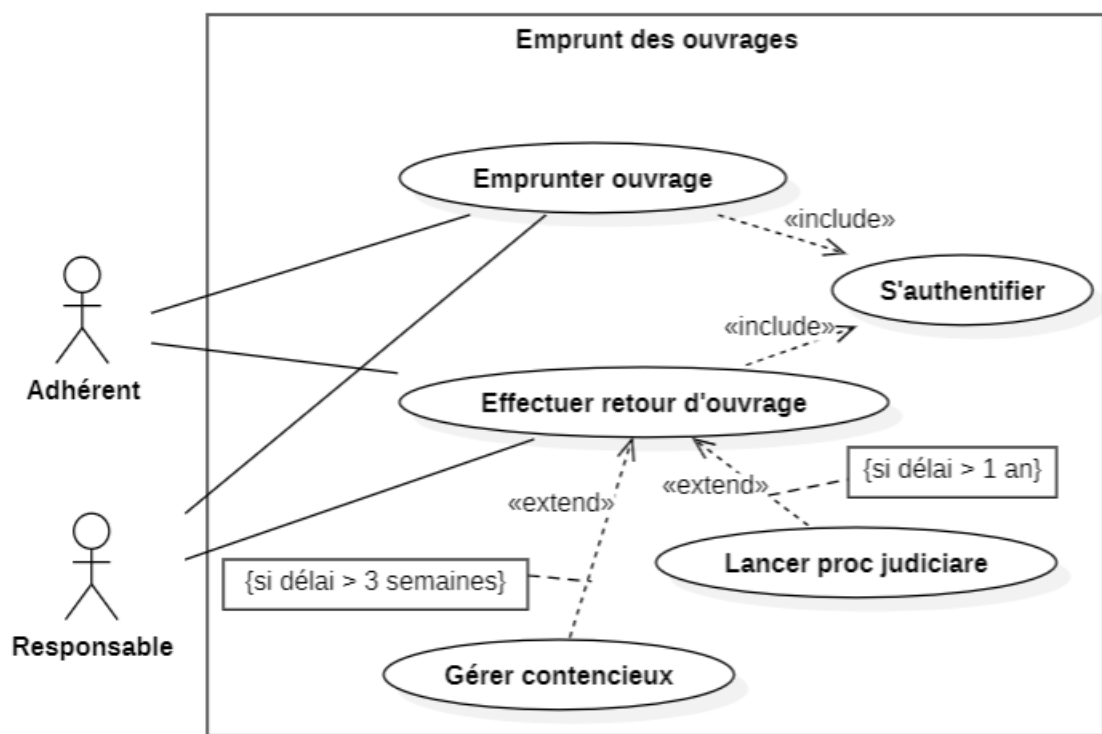 Emprunt des ouvrages
Emprunter ouvrage
«include»
S'authentifier
«include»
Adhérent
Effectuer retour d'ouvrage
{si délai > 1 an}
«extend»
«extend»
Lancer proc judiciare
{si délai > 3 semaines}
Responsable
Gérer contencieux